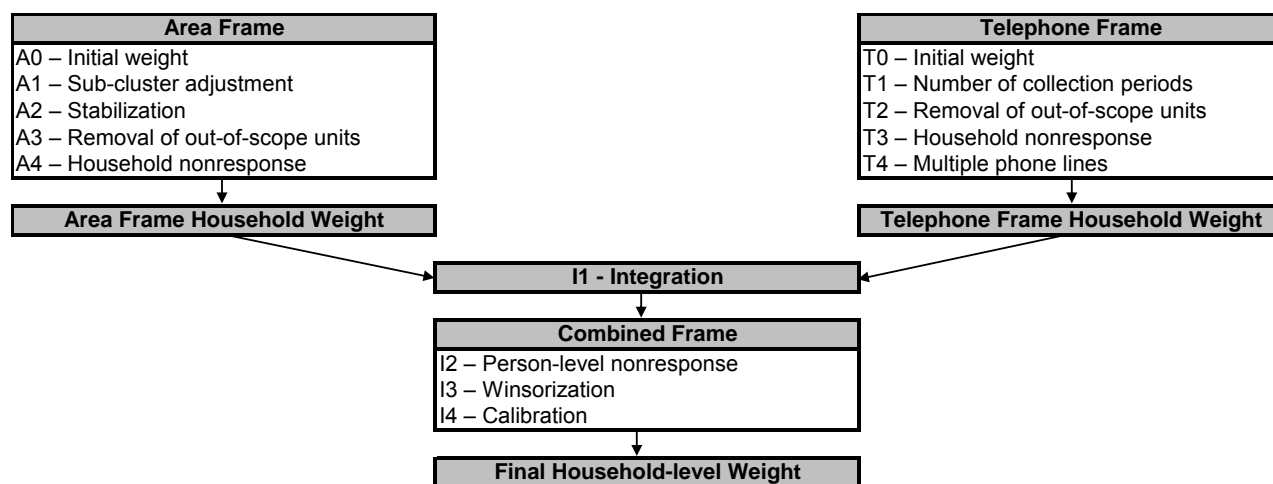 Area Frame
A0 – Initial weight
A1 – Sub-cluster adjustment
A2 – Stabilization
A3 – Removal of out-of-scope units
A4 – Household nonresponse
Area Frame Household Weight
Telephone Frame
T0 – Initial weight
T1 – Number of collection periods
T2 – Removal of out-of-scope units
T3 – Household nonresponse
T4 – Multiple phone lines
Telephone Frame Household Weight
I1 - Integration
Combined Frame
I2 – Person-level nonresponse
I3 – Winsorization
I4 – Calibration
Final Household-level Weight